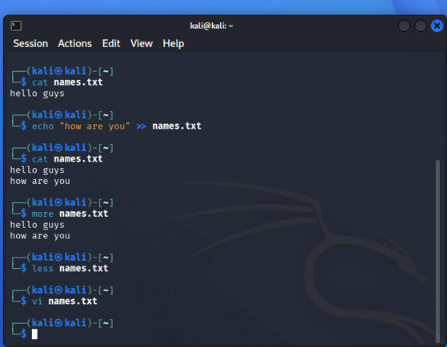 kali@kali: ~
Session Actions Edit View Help
┌──(kali㉿kali)-[~]
└─$ cat names.txt
hello guys
┌──(kali㉿kali)-[~]
└─$ echo "how are you" >> names.txt
┌──(kali㉿kali)-[~]
└─$ cat names.txt
hello guys
how are you
┌──(kali㉿kali)-[~]
└─$ more names.txt
hello guys
how are you
┌──(kali㉿kali)-[~]
└─$ less names.txt
┌──(kali㉿kali)-[~]
└─$ vi names.txt
┌──(kali㉿kali)-[~]
└─$